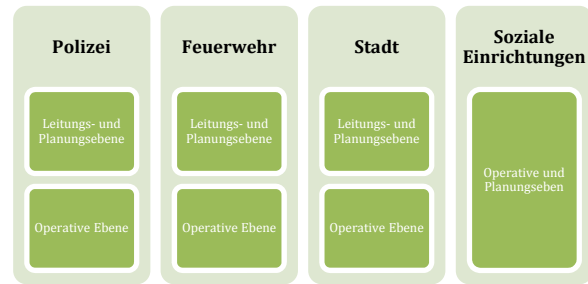 Polizei
Leitungs- und
Planungsebene
Operative Ebene
Feuerwehr
Leitungs- und
Planungsebene
Operative Ebene
Stadt
Leitungs- und
Planungsebene
Operative Ebene
Soziale
Einrichtungen
Operative und
Planungseben